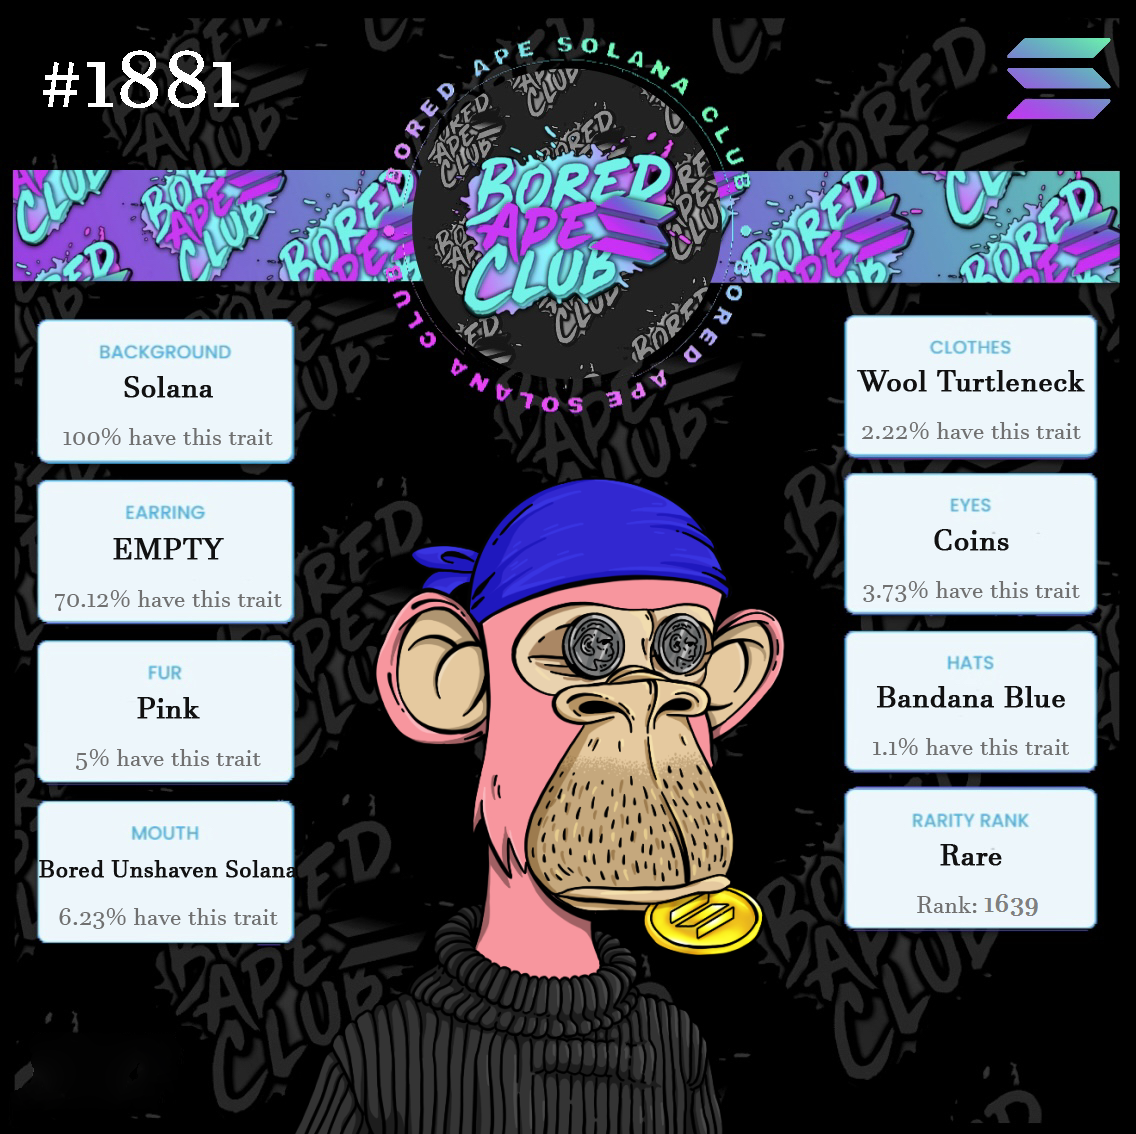 #1881
BORED APE SOLANA CLUB
BORED
APE
CLUB
BORED APE SOLANA CLUB
BACKGROUND
Solana
100% have this trait
EARRING
EMPTY
70.12% have this trait
FUR
Pink
5% have this trait
MOUTH
Bored Unshaven Solana
6.23% have this trait
CLOTHES
Wool Turtleneck
2.22% have this trait
EYES
Coins
3.73% have this trait
HATS
Bandana Blue
1.1% have this trait
RARITY RANK
Rare
Rank: 1639